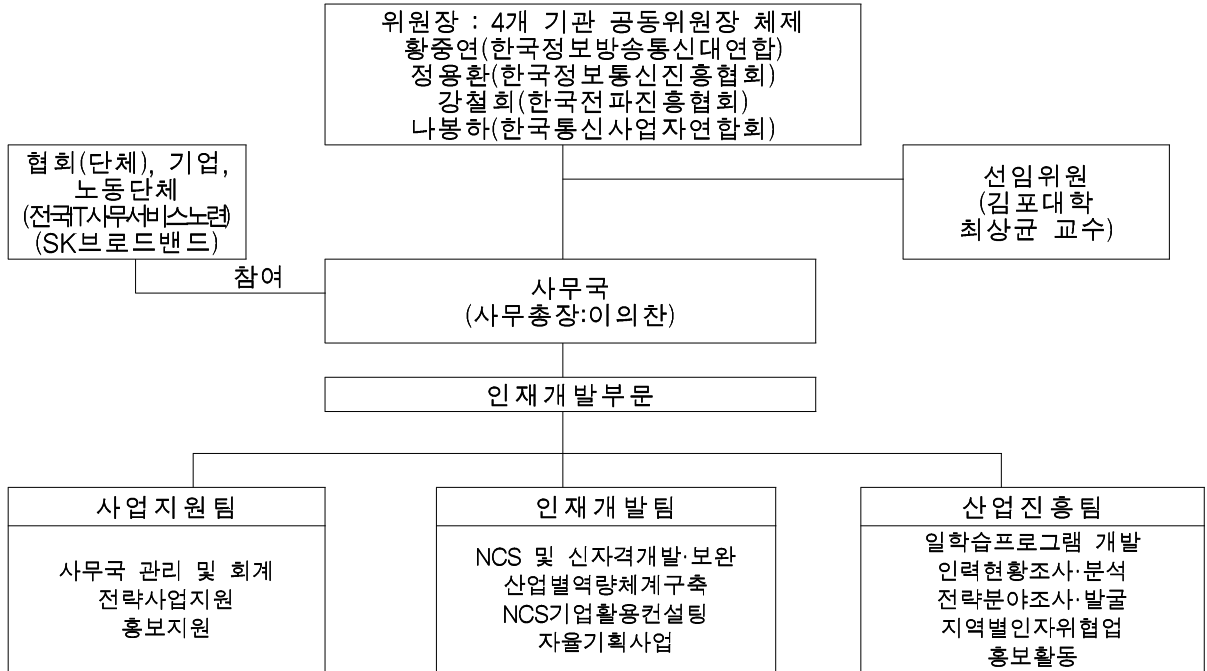 위원장 : 4개 기관 공동위원장 체제
황중연(한국정보방송통신대연합)
정용환(한국정보통신진흥협회)
강철희(한국전파진흥협회)
나봉하(한국통신사업자연합회)
협회(단체), 기업,
노동단체
(전국IT사무서비스노련)
(SK브로드밴드)
선임위원
(김포대학
최상균 교수)
참여
사무국
(사무총장:이의찬)
인재개발부문
사업지원팀
사무국 관리 및 회계
전략사업지원
홍보지원
인재개발팀
NCS 및 신자격개발·보완
산업별역량체계구축
NCS기업활용컨설팅
자율기획사업
산업진흥팀
일학습프로그램 개발
인력현황조사·분석
전략분야조사·발굴
지역별인자위협업
홍보활동